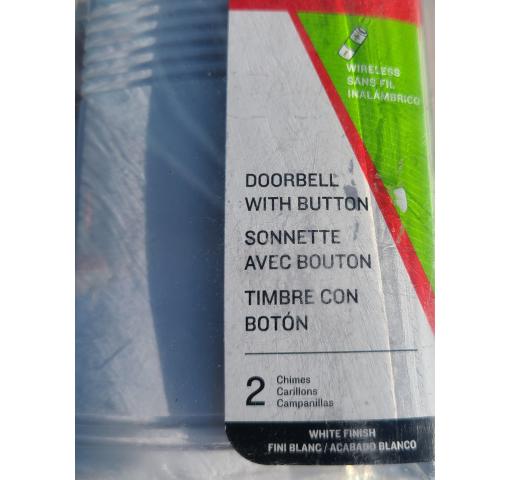 WIRELESS
SANS FIL
INALÁMBRICO
DOORBELL
WITH BUTTON
SONNETTE
AVEC BOUTON
TIMBRE CON
BOTÓN
2 Chimes
Carillons
Campanillas
WHITE FINISH
FINI BLANC / ACABADO BLANCO